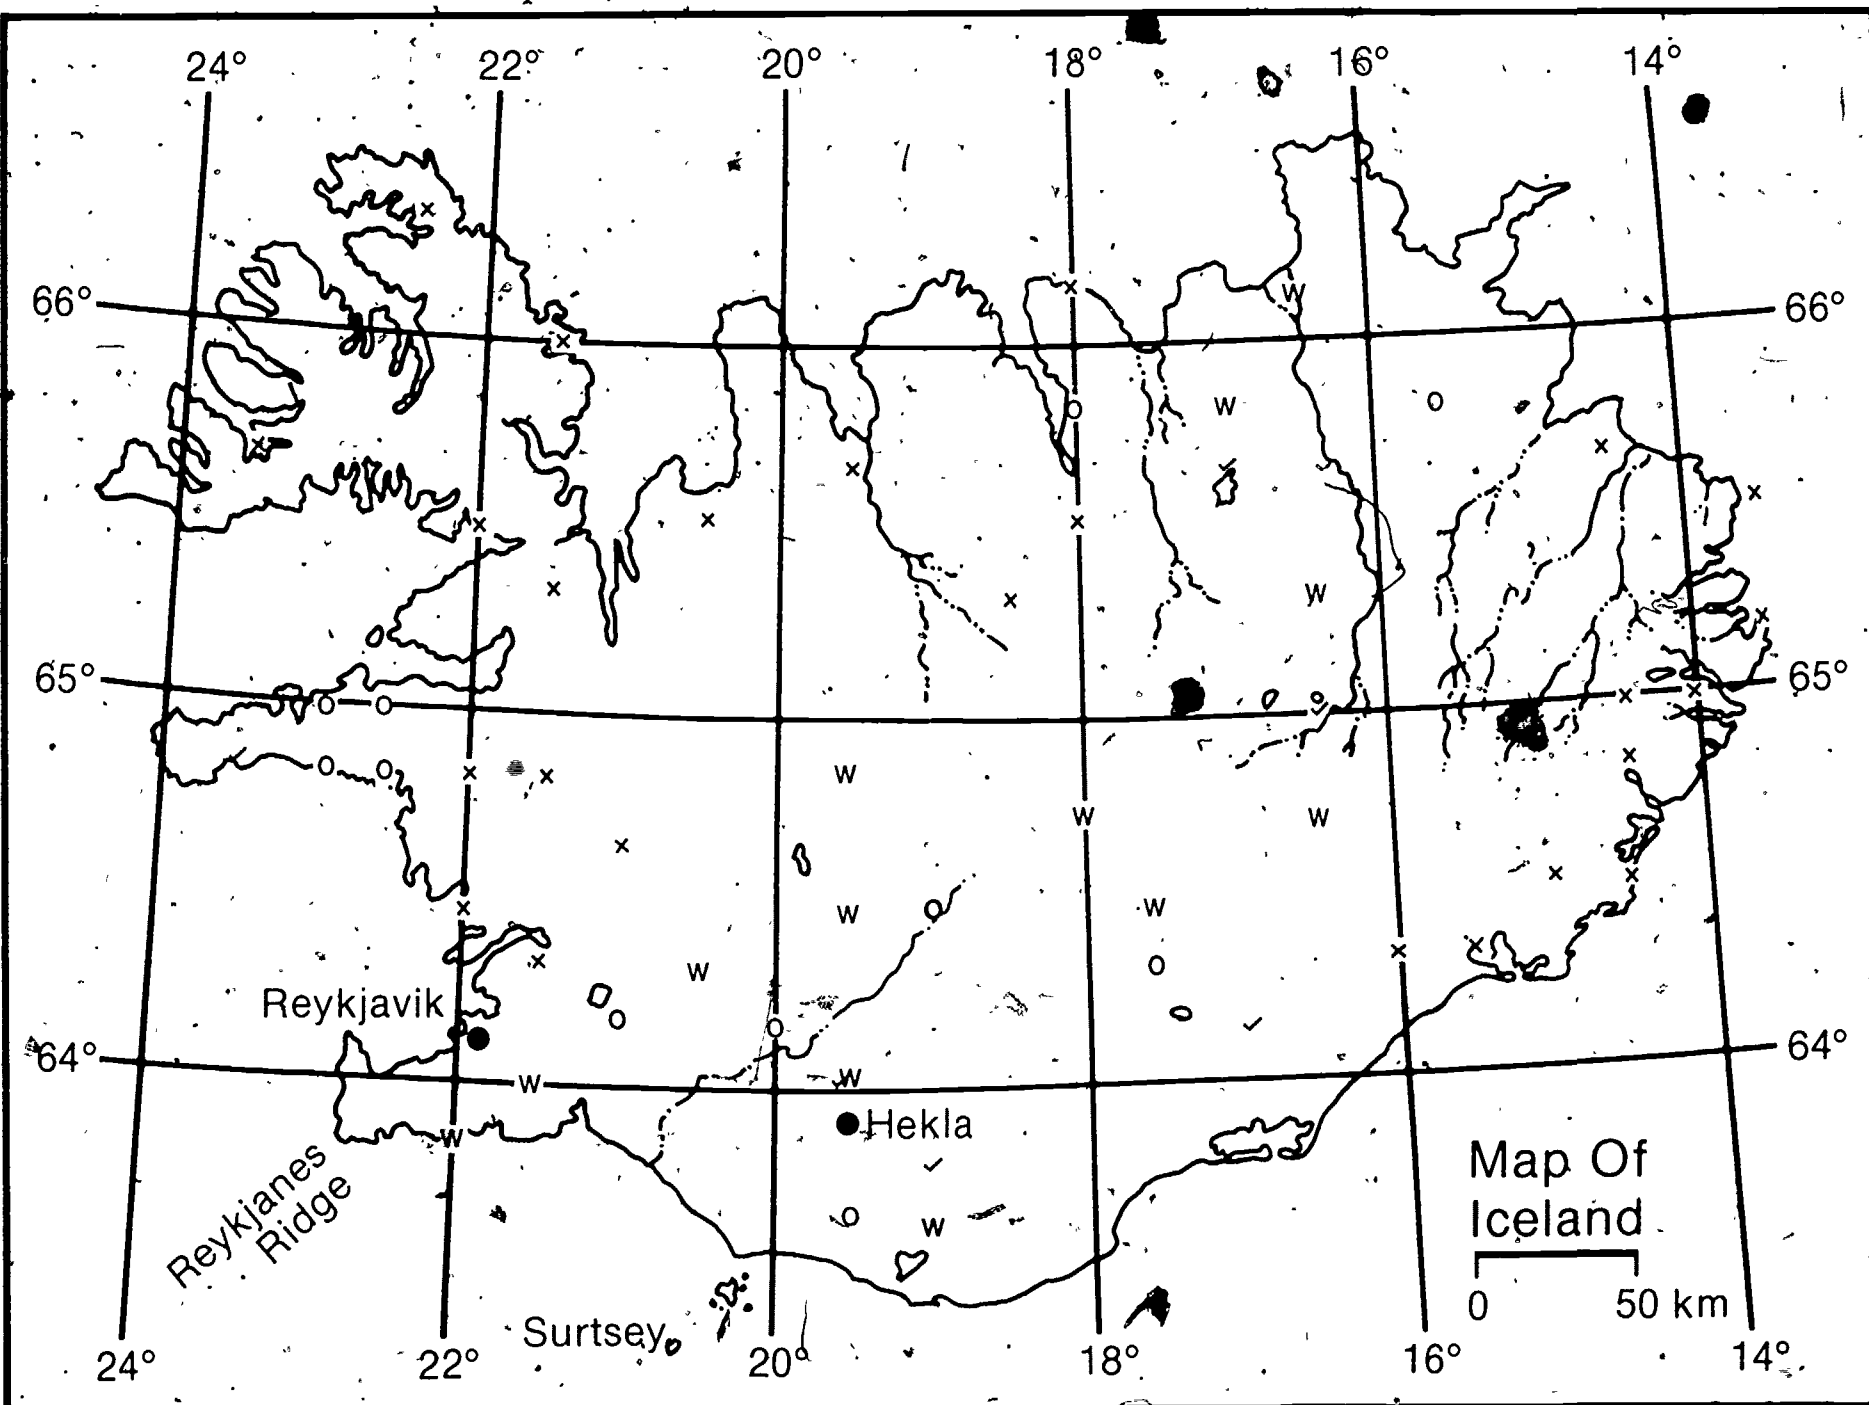 24° 22° 20° 18° 16° 14°
x
x
66° w x 66°
x
o w o
x x x
x x x x
x w x
x
65° o o x x 65°
o o x x w x
w w
x x x
x w o w
x w o x x
Reykjavik o o
64° w w 64°
Hekla
w
o w
Reykjanes
Ridge
Map Of
Iceland
0 50 km
Surtsey
24° 22° 20° 18° 16° 14°